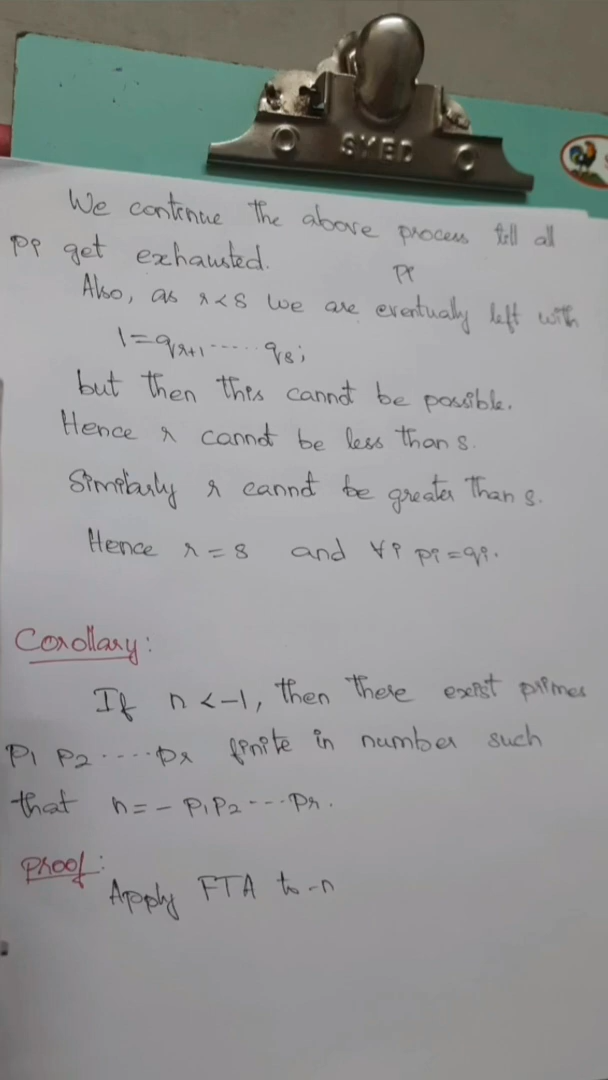 SMED
We continue the above process till all
pi get exhausted.
pi
Also, as r<s we are eventually left with
1=qr+1.....qs;
but then this cannot be possible.
Hence r cannot be less than s.
Similarly r cannot be greater than s.
Hence r=s and ∀i pi=qi.
Corollary:
If n<-1, then there exist primes
P1 P2.....Pr finite in number such
that n=-P1P2---Pr.
Proof:
Apply FTA to -n